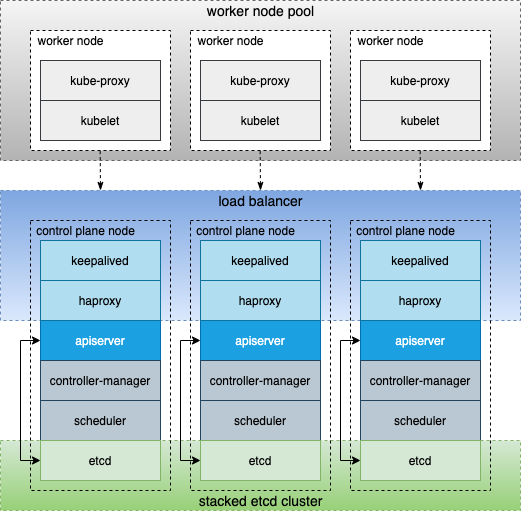 worker node pool
worker node
worker node
worker node
kube-proxy
kube-proxy
kube-proxy
kubelet
kubelet
kubelet
load balancer
control plane node
control plane node
control plane node
keepalived
keepalived
keepalived
haproxy
haproxy
haproxy
apiserver
apiserver
apiserver
controller-manager
controller-manager
controller-manager
scheduler
scheduler
scheduler
etcd
etcd
etcd
stacked etcd cluster